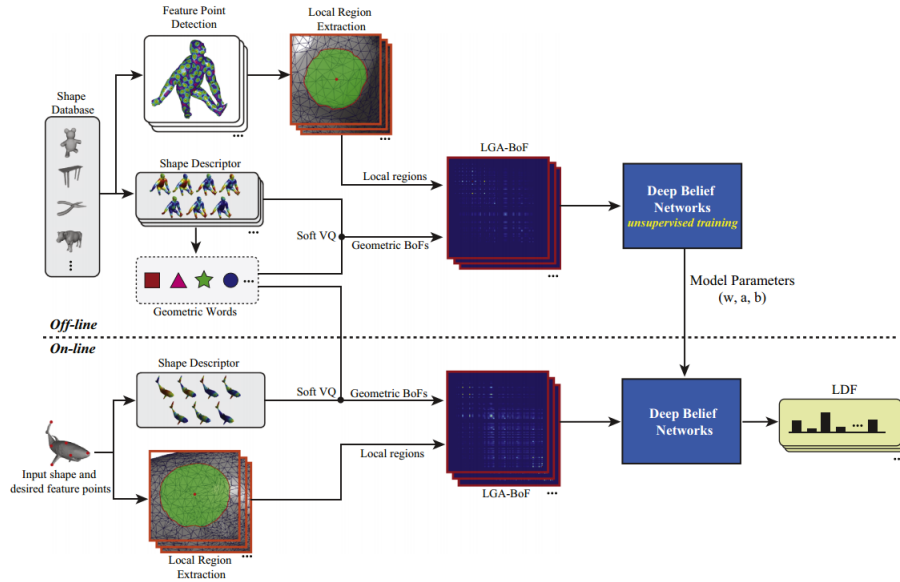 Feature Point
Detection
Local Region
Extraction
Shape
Database
...
...
LGA-BoF
Shape Descriptor
Local regions
Deep Belief
Networks
unsupervised training
...
Soft VQ
Geometric BoFs
...
...
Geometric Words
Model Parameters
(w, a, b)
Off-line
On-line
Shape Descriptor
LDF
Soft VQ
Geometric BoFs
Deep Belief
Networks
...
...
Local regions
Input shape and
desired feature points
LGA-BoF
...
...
Local Region
Extraction